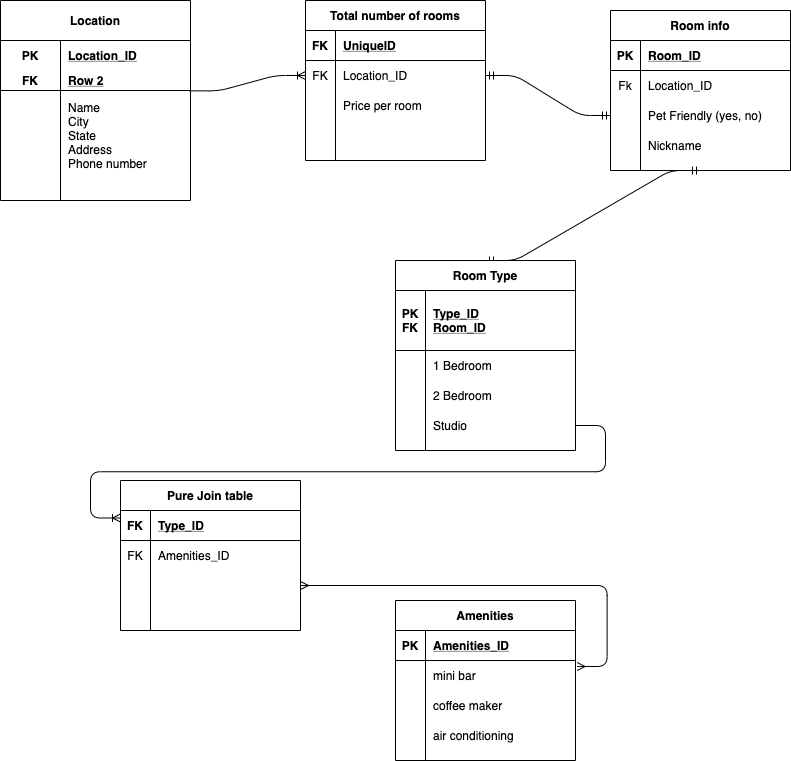 Location
PK Location_ID
FK Row 2
Name
City
State
Address
Phone number
Total number of rooms
FK UniqueID
FK Location_ID
Price per room
Room info
PK Room_ID
Fk Location_ID
Pet Friendly (yes, no)
Nickname
Room Type
PK Type_ID
FK Room_ID
1 Bedroom
2 Bedroom
Studio
Pure Join table
FK Type_ID
FK Amenities_ID
Amenities
PK Amenities_ID
mini bar
coffee maker
air conditioning